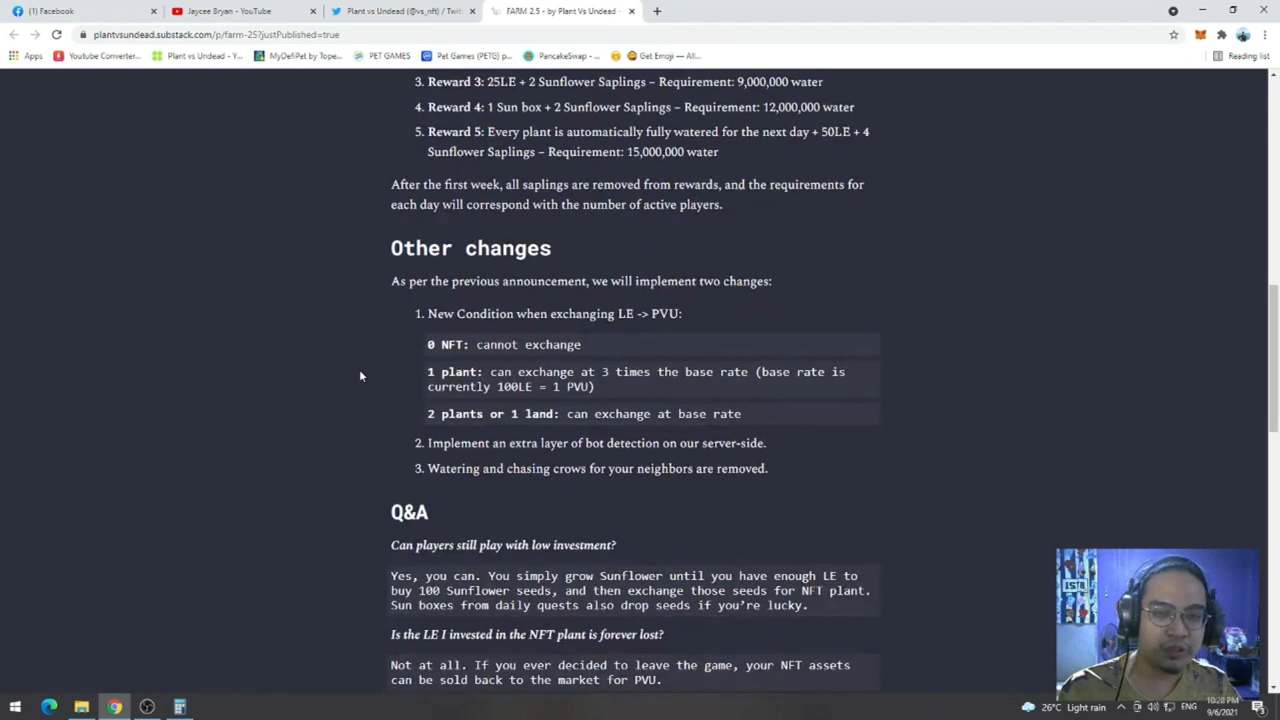 (1) Facebook
Jaycee Bryan - YouTube
Plant vs Undead (@vs_nft) / Twit
FARM 2.5 - by Plant Vs Undead -
plantvsundead.substack.com/p/farm-25?justPublished=true
Apps
Youtube Converter...
Plant vs Undead - Y...
MyDefiPet by Tope...
PET GAMES
Pet Games (PETG) p...
PancakeSwap - ...
Get Emoji — All...
Reading list
3. Reward 3: 25LE + 2 Sunflower Saplings – Requirement: 9,000,000 water
4. Reward 4: 1 Sun box + 2 Sunflower Saplings – Requirement: 12,000,000 water
5. Reward 5: Every plant is automatically fully watered for the next day + 50LE + 4
Sunflower Saplings – Requirement: 15,000,000 water
After the first week, all saplings are removed from rewards, and the requirements for
each day will correspond with the number of active players.
Other changes
As per the previous announcement, we will implement two changes:
1. New Condition when exchanging LE -> PVU:
0 NFT: cannot exchange
1 plant: can exchange at 3 times the base rate (base rate is
currently 100LE = 1 PVU)
2 plants or 1 land: can exchange at base rate
2. Implement an extra layer of bot detection on our server-side.
3. Watering and chasing crows for your neighbors are removed.
Q&A
Can players still play with low investment?
Yes, you can. You simply grow Sunflower until you have enough LE to
buy 100 Sunflower seeds, and then exchange those seeds for NFT plant.
Sun boxes from daily quests also drop seeds if you're lucky.
Is the LE I invested in the NFT plant is forever lost?
Not at all. If you ever decided to leave the game, your NFT assets
can be sold back to the market for PVU.
26°C Light rain
ENG
10:28 PM
9/6/2021